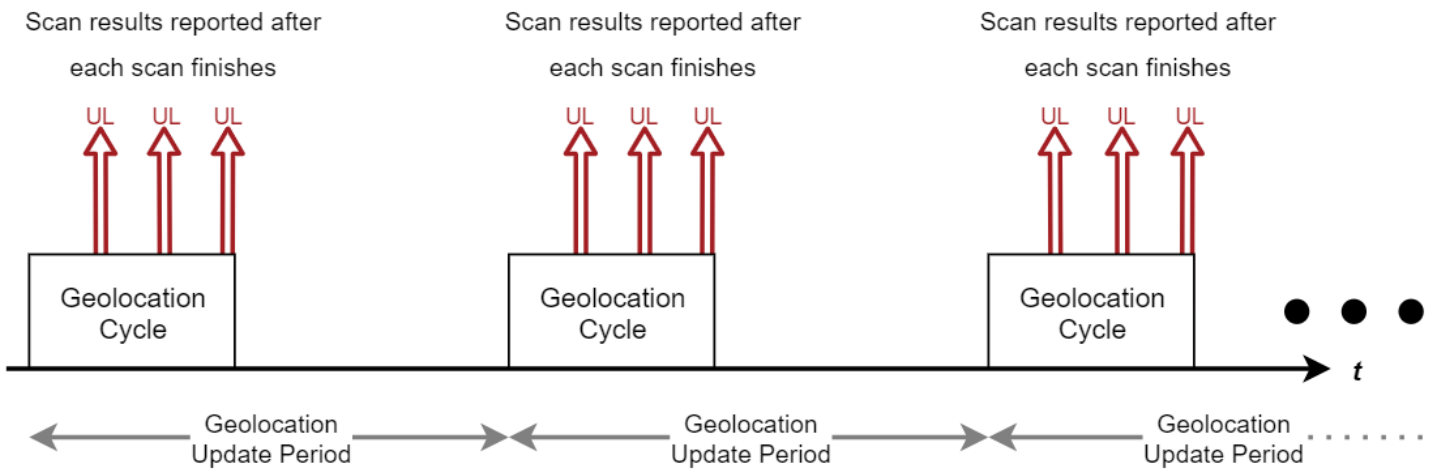 Scan results reported after
each scan finishes
Scan results reported after
each scan finishes
Scan results reported after
each scan finishes
UL UL UL
UL UL UL
UL UL UL
Geolocation
Cycle
Geolocation
Cycle
Geolocation
Cycle
t
Geolocation
Update Period
Geolocation
Update Period
Geolocation
Update Period